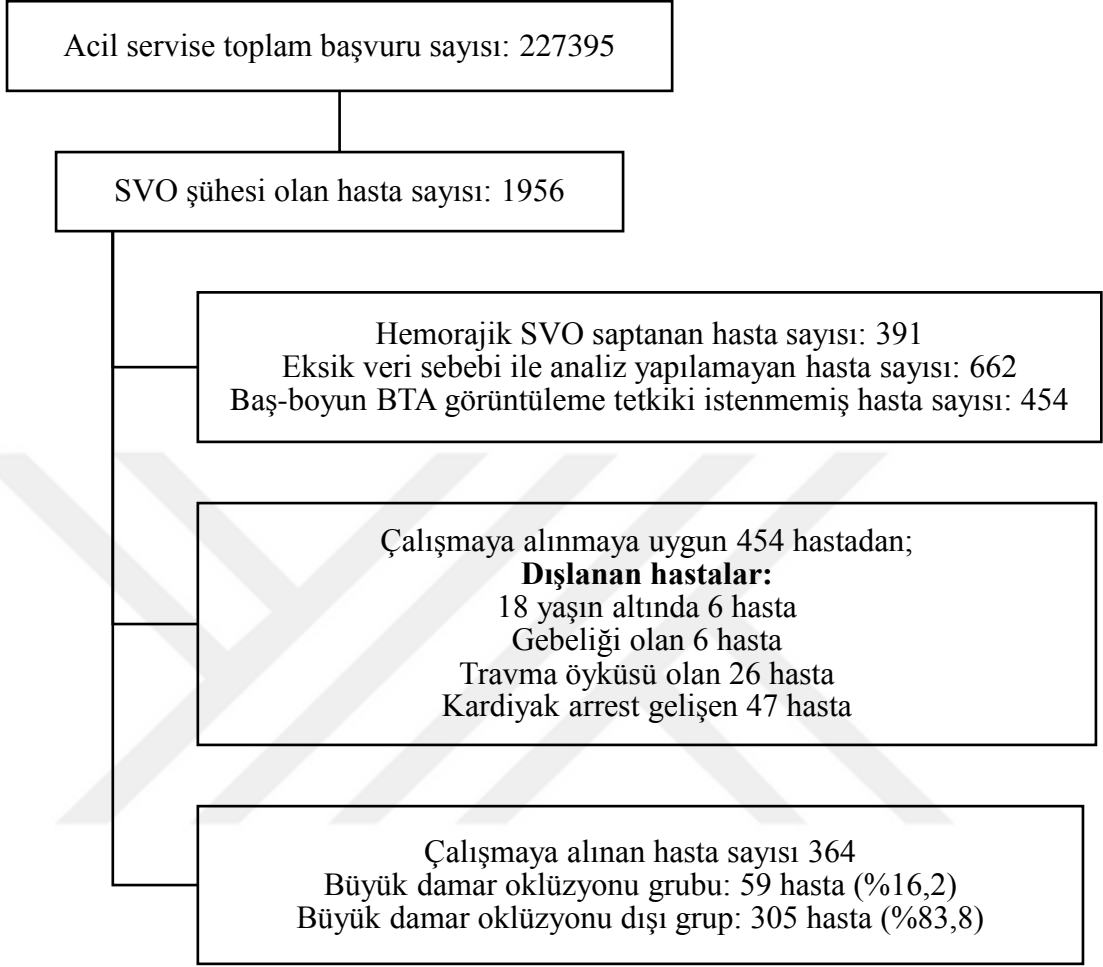 Acil servise toplam başvuru sayısı: 227395
SVO şühesi olan hasta sayısı: 1956
Hemorajik SVO saptanan hasta sayısı: 391
Eksik veri sebebi ile analiz yapılamayan hasta sayısı: 662
Baş-boyun BTA görüntüleme tetkiki istenmemiş hasta sayısı: 454
Çalışmaya alınmaya uygun 454 hastadan;
Dışlanan hastalar:
18 yaşın altında 6 hasta
Gebeliği olan 6 hasta
Travma öyküsü olan 26 hasta
Kardiyak arrest gelişen 47 hasta
Çalışmaya alınan hasta sayısı 364
Büyük damar oklüzyonu grubu: 59 hasta (%16,2)
Büyük damar oklüzyonu dışı grup: 305 hasta (%83,8)